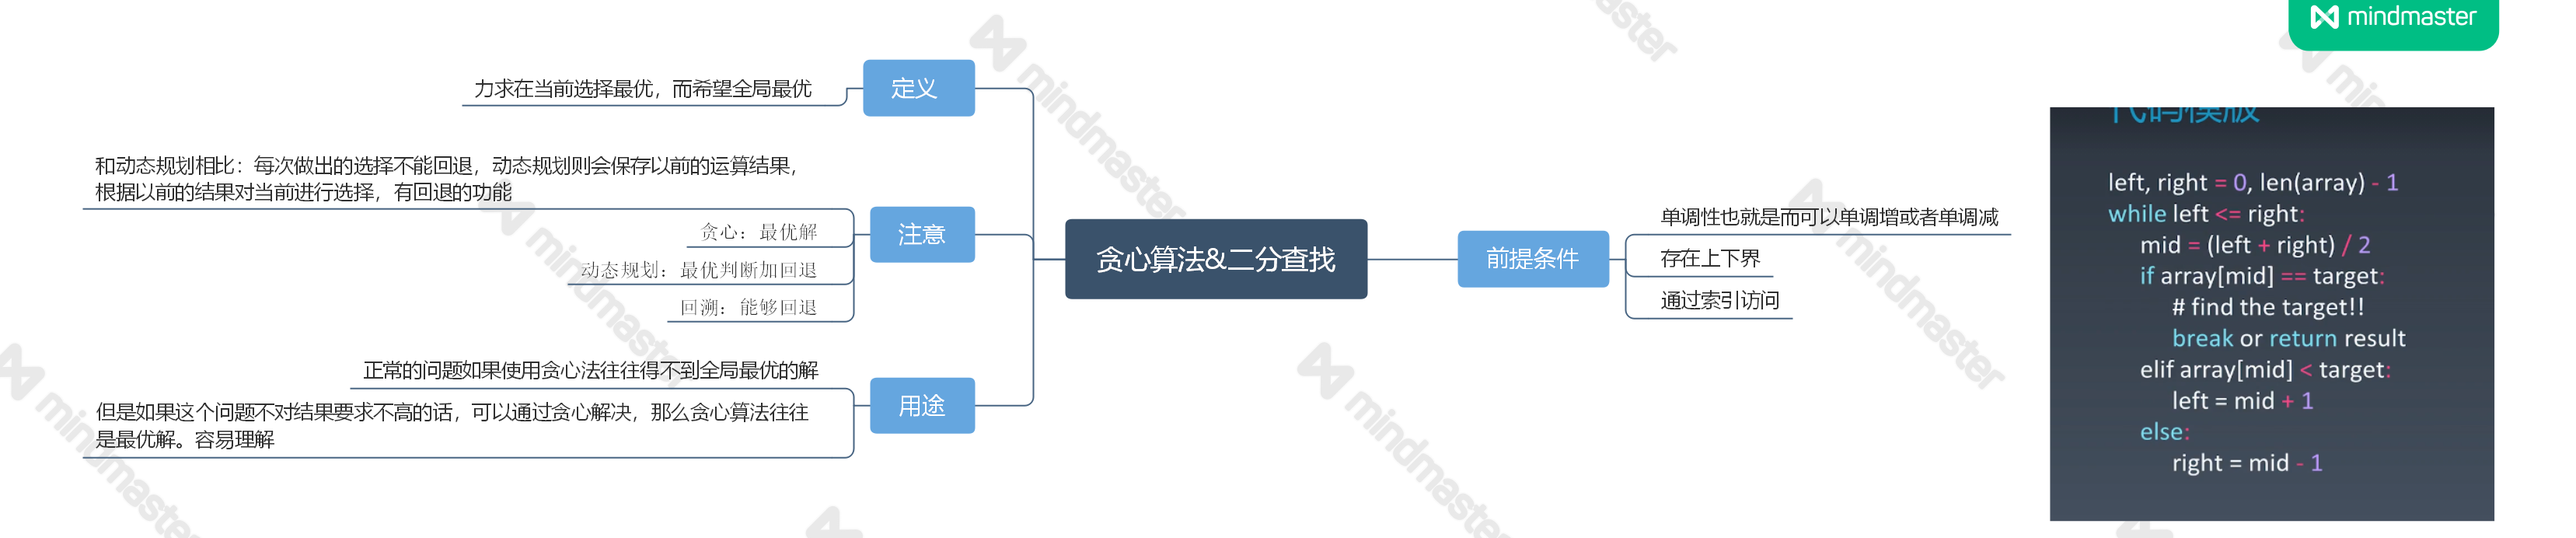 mindmaster
定义
力求在当前选择最优，而希望全局最优
注意
和动态规划相比：每次做出的选择不能回退，动态规划则会保存以前的运算结果，
根据以前的结果对当前进行选择，有回退的功能
贪心：最优解
动态规划：最优判断加回退
回溯：能够回退
用途
正常的问题如果使用贪心法往往得不到全局最优的解
但是如果这个问题不对结果要求不高的话，可以通过贪心解决，那么贪心算法往往
是最优解。容易理解
贪心算法&二分查找
前提条件
单调性也就是而可以单调增或者单调减
存在上下界
通过索引访问
代码模版
left, right = 0, len(array) - 1
while left <= right:
mid = (left + right) / 2
if array[mid] == target:
# find the target!!
break or return result
elif array[mid] < target:
left = mid + 1
else:
right = mid - 1
mindmaster
mindmaster
mindmaster
mindmaster
mindmaster